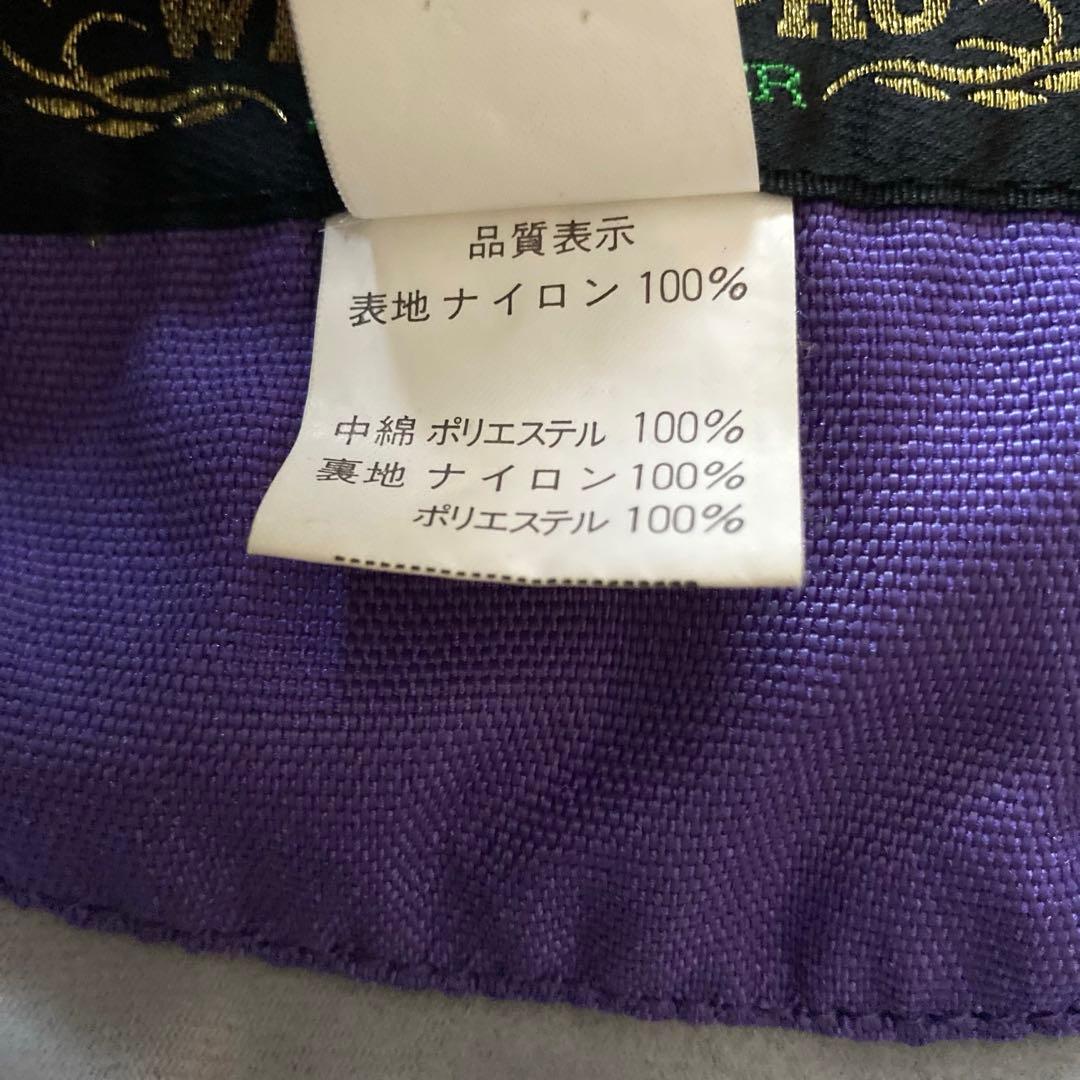 品質表示
表地 ナイロン 100%
中綿 ポリエステル 100%
裏地 ナイロン 100%
ポリエステル 100%